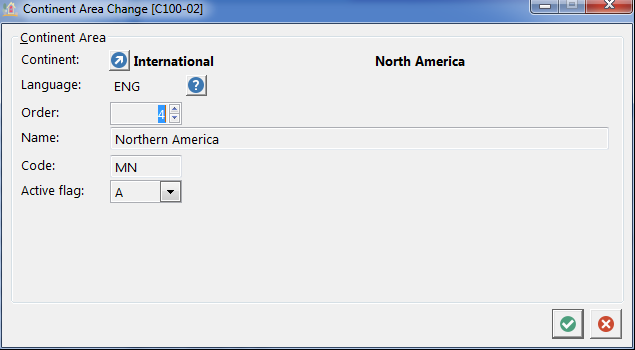 Continent Area Change [C100-02]
Continent Area
Continent: International North America
Language: ENG
Order: 4
Name: Northern America
Code: MN
Active flag: A